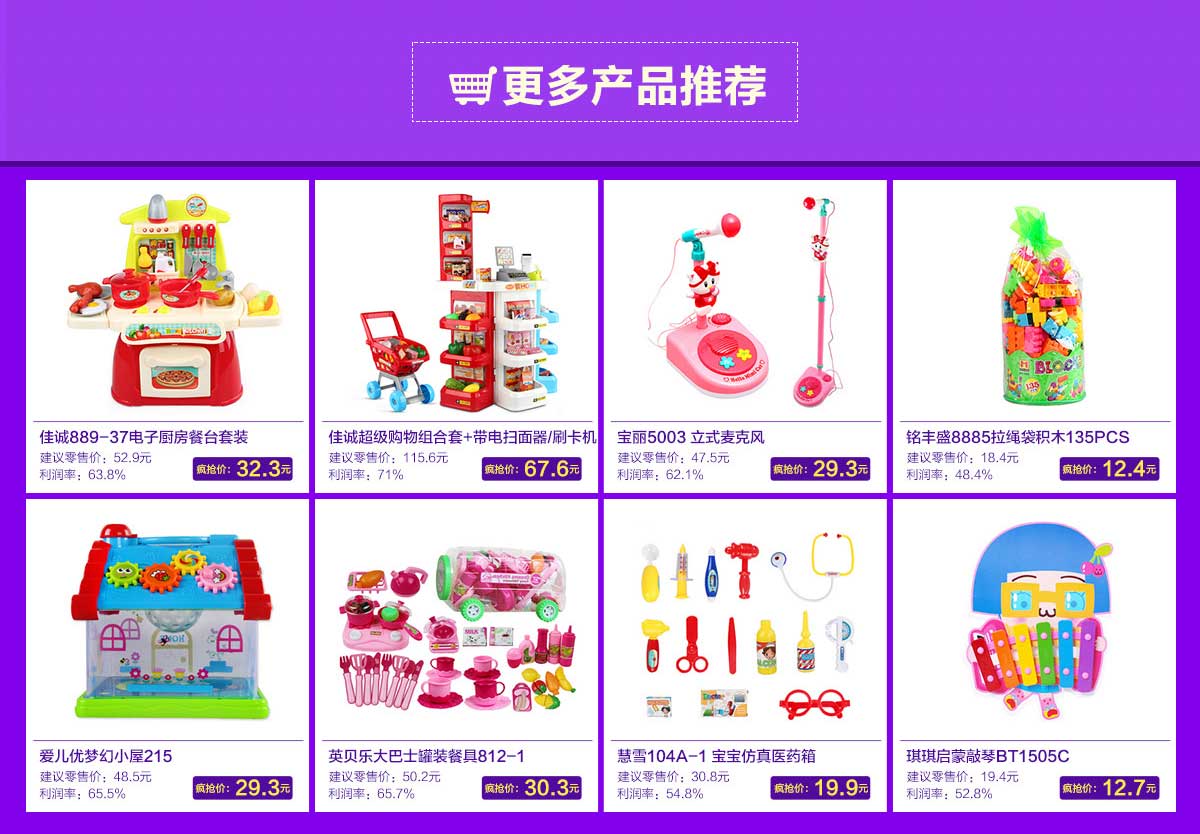 更多产品推荐
佳诚889-37电子厨房餐台套装
建议零售价：52.9元
利润率：63.8%
疯抢价：32.3元
佳诚超级购物组合套+带电扫面器/刷卡机
建议零售价：115.6元
利润率：71%
疯抢价：67.6元
宝丽5003 立式麦克风
建议零售价：47.5元
利润率：62.1%
疯抢价：29.3元
铭丰盛8885拉绳袋积木135PCS
建议零售价：18.4元
利润率：48.4%
疯抢价：12.4元
爱儿优梦幻小屋215
建议零售价：48.5元
利润率：65.5%
疯抢价：29.3元
英贝乐大巴士罐装餐具812-1
建议零售价：50.2元
利润率：65.7%
疯抢价：30.3元
慧雪104A-1 宝宝仿真医药箱
建议零售价：30.8元
利润率：54.8%
疯抢价：19.9元
琪琪启蒙敲琴BT1505C
建议零售价：19.4元
利润率：52.8%
疯抢价：12.7元